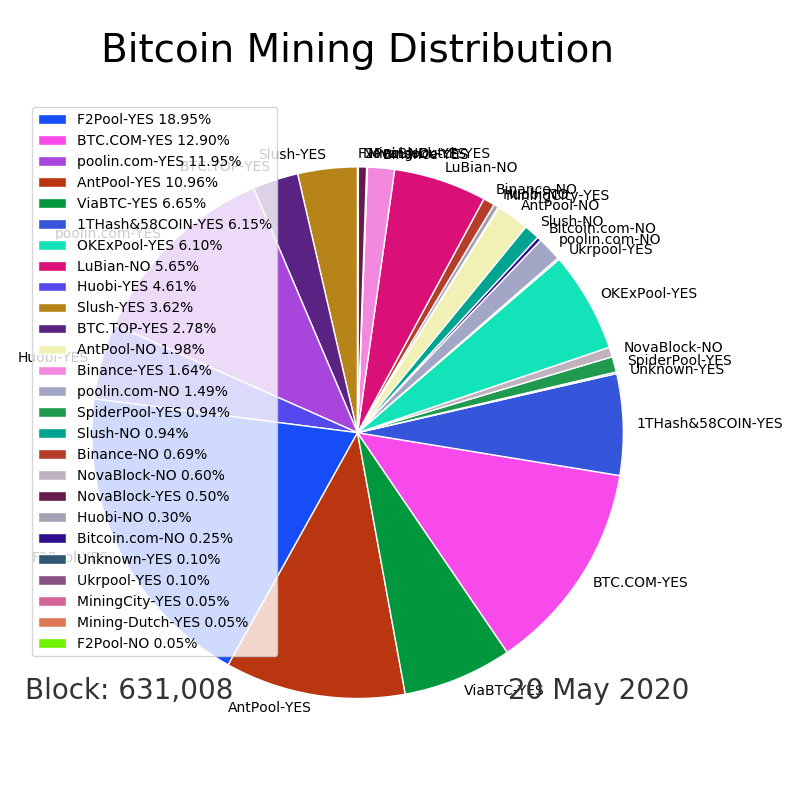 Bitcoin Mining Distribution
F2Pool-YES 18.95%
BTC.COM-YES 12.90%
poolin.com-YES 11.95%
AntPool-YES 10.96%
ViaBTC-YES 6.65%
1THash&58COIN-YES 6.15%
OKExPool-YES 6.10%
LuBian-NO 5.65%
Huobi-YES 4.61%
Slush-YES 3.62%
BTC.TOP-YES 2.78%
AntPool-NO 1.98%
Binance-YES 1.64%
poolin.com-NO 1.49%
SpiderPool-YES 0.94%
Slush-NO 0.94%
Binance-NO 0.69%
NovaBlock-NO 0.60%
NovaBlock-YES 0.50%
Huobi-NO 0.30%
Bitcoin.com-NO 0.25%
Unknown-YES 0.10%
Ukrpool-YES 0.10%
MiningCity-YES 0.05%
Mining-Dutch-YES 0.05%
F2Pool-NO 0.05%
Slush-YES
BTC.TOP-YES
poolin.com-YES
Huobi-YES
F2Pool-YES
LuBian-NO
Binance-NO
MiningCity-YES
AntPool-NO
Slush-NO
Bitcoin.com-NO
poolin.com-NO
Ukrpool-YES
OKExPool-YES
NovaBlock-NO
SpiderPool-YES
Unknown-YES
1THash&58COIN-YES
BTC.COM-YES
ViaBTC-YES
AntPool-YES
Block: 631,008
20 May 2020